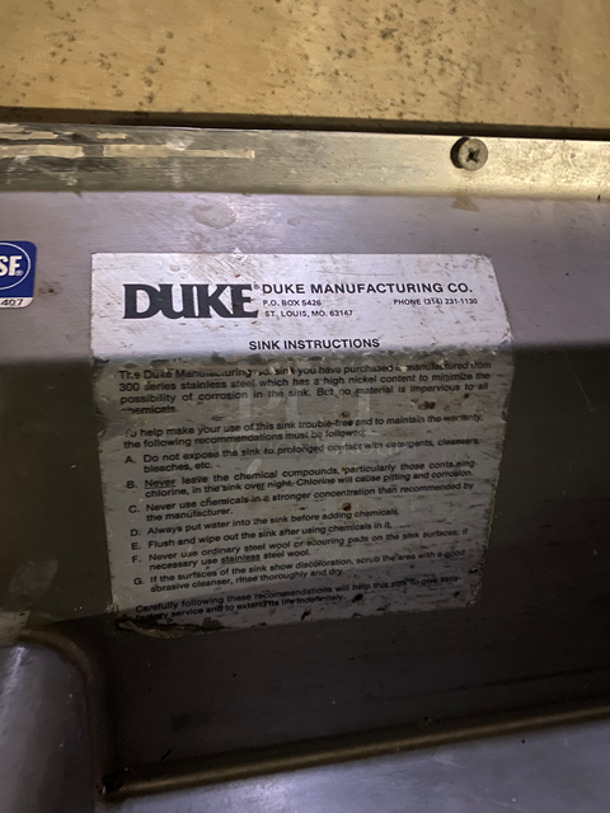 SF®
407
DUKE® DUKE MANUFACTURING CO.
P.O. BOX 5426 PHONE (314) 231-1130
ST. LOUIS, MO. 63147
SINK INSTRUCTIONS
The Duke Manufacturing Co. sink you have purchased is manufactured from
300 series stainless steel which has a high nickel content to minimize the
possibility of corrosion in the sink. But no material is impervious to all
chemicals.
To help make your use of this sink trouble-free and to maintain the warranty,
the following recommendations must be followed:
A. Do not expose the sink to prolonged contact with detergents, cleansers,
bleaches, etc.
B. Never leave the chemical compounds, particularly those containing
chlorine, in the sink over night. Chlorine will cause pitting and corrosion.
C. Never use chemicals in a stronger concentration than recommended by
the manufacturer.
D. Always put water into the sink before adding chemicals.
E. Flush and wipe out the sink after using chemicals in it.
F. Never use ordinary steel wool or scouring pads on the sink surfaces; if
necessary use stainless steel wool.
G. If the surfaces of the sink show discoloration, scrub the area with a good
abrasive cleanser, rinse thoroughly and dry.
Carefully following these recommendations will help this sink to give satis-
factory service and to extend its life indefinitely.